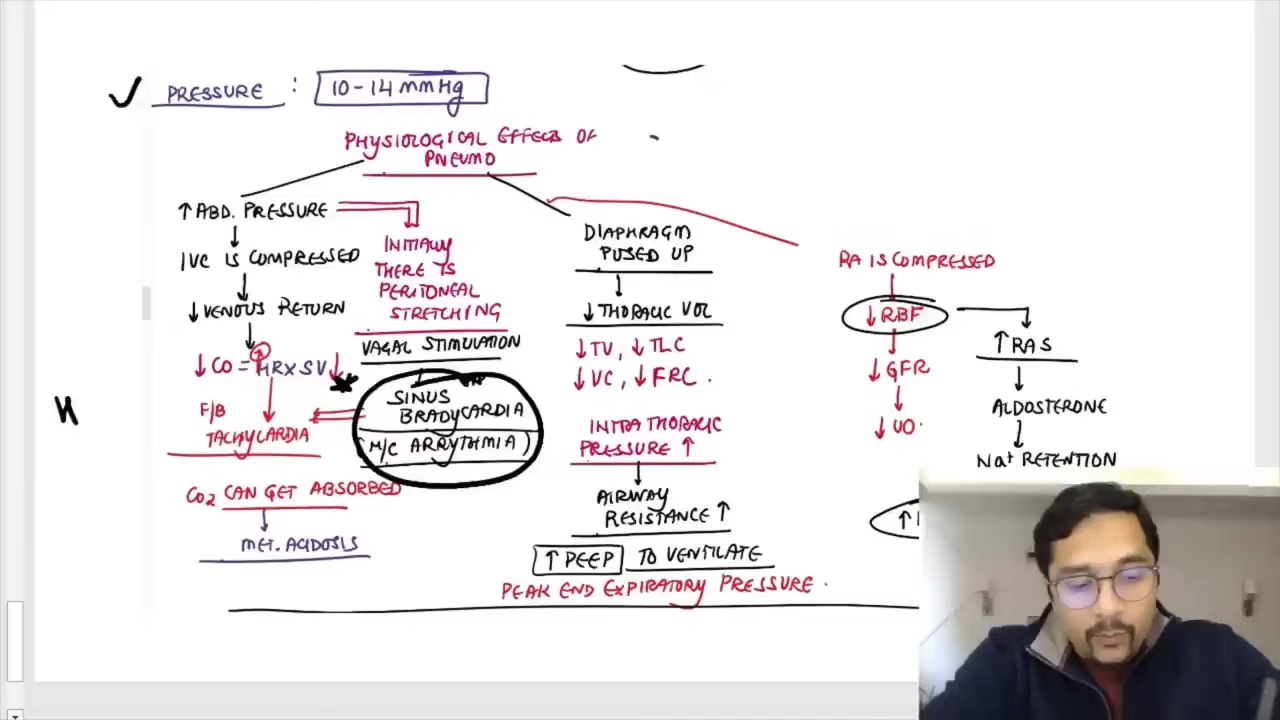 ✓ PRESSURE : 10-14 mmHg
PHYSIOLOGICAL EFFECTS OF
PNEUMO
↑ ABD. PRESSURE
↓
IVC IS COMPRESSED
↓
↓ VENOUS RETURN
↓
↓ CO = ↑ HR x SV ↓
F/B
TACHYCARDIA
CO2 CAN GET ABSORBED
↓
MET. ACIDOSIS
INITIALLY
THERE IS
PERITONEAL
STRETCHING
VAGAL STIMULATION
↓
SINUS
BRADYCARDIA
(M/C ARRYTHMIA)
DIAPHRAGM
PUSED UP
↓
↓ THORACIC VOL
↓ TV, ↓ TLC
↓ VC, ↓ FRC.
INTRA THORACIC
PRESSURE ↑
↓
AIRWAY
RESISTANCE ↑
↑ PEEP TO VENTILATE
PEAK END EXPIRATORY PRESSURE.
RA IS COMPRESSED
↓ RBF
↓
↓ GFR
↓
↓ UO.
↑ RAS
↓
ALDOSTERONE
↓
Na+ RETENTION